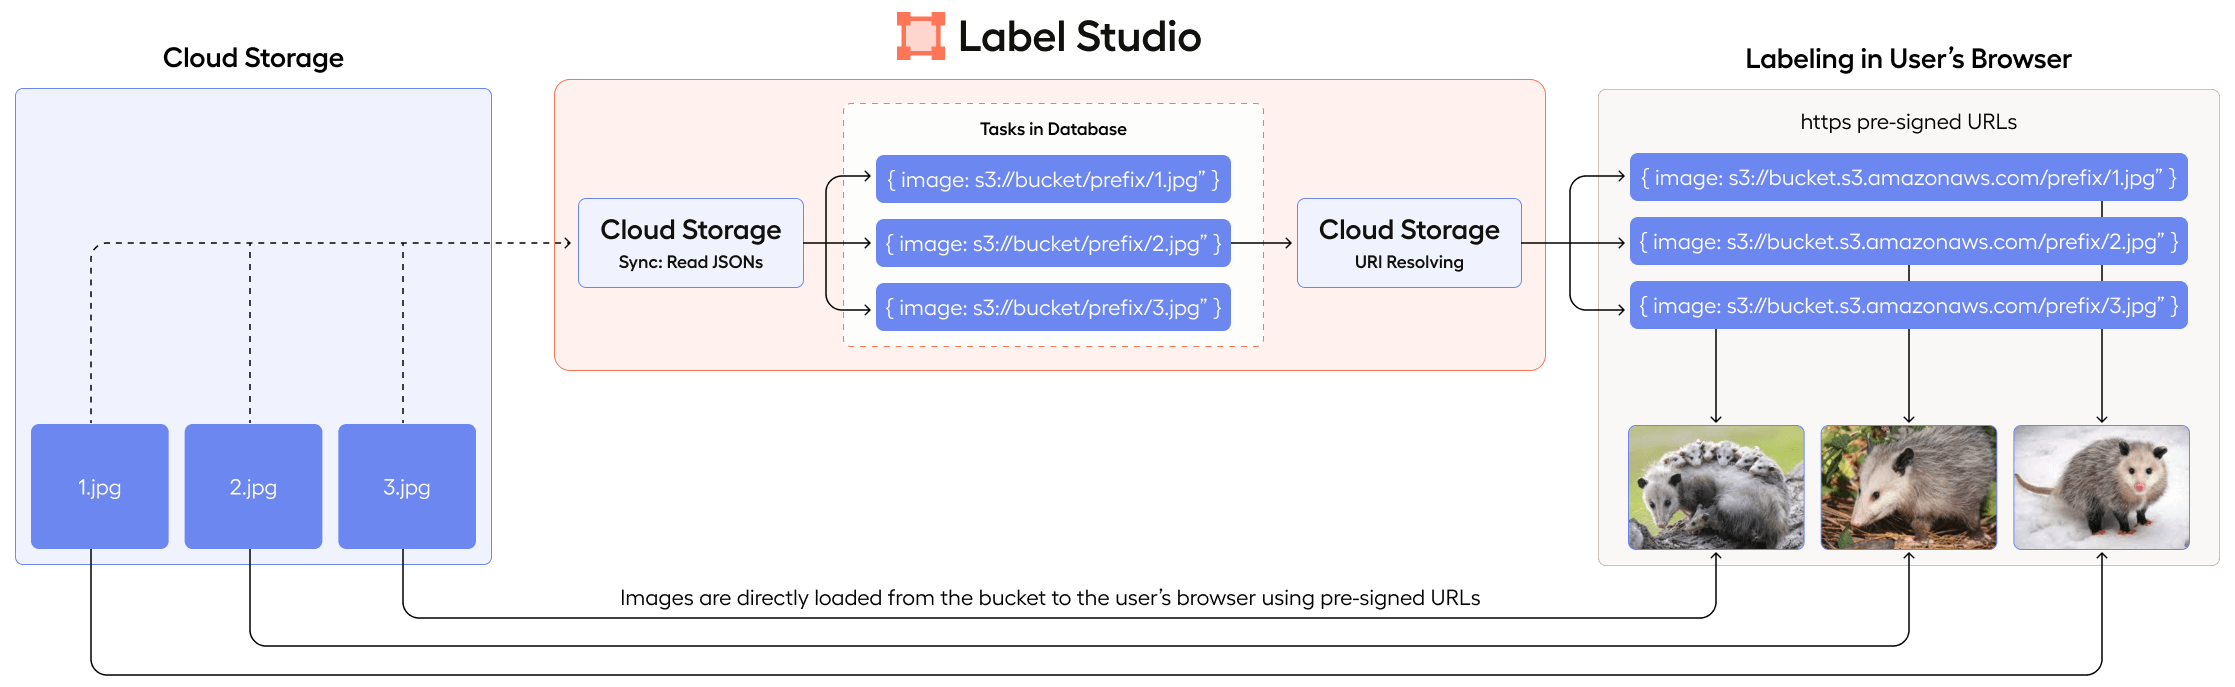 Label Studio
Cloud Storage
1.jpg
2.jpg
3.jpg
Cloud Storage
Sync: Read JSONs
Tasks in Database
{ image: s3://bucket/prefix/1.jpg” }
{ image: s3://bucket/prefix/2.jpg” }
{ image: s3://bucket/prefix/3.jpg” }
Cloud Storage
URI Resolving
Labeling in User’s Browser
https pre-signed URLs
{ image: s3://bucket.s3.amazonaws.com/prefix/1.jpg” }
{ image: s3://bucket.s3.amazonaws.com/prefix/2.jpg” }
{ image: s3://bucket.s3.amazonaws.com/prefix/3.jpg” }
Images are directly loaded from the bucket to the user’s browser using pre-signed URLs